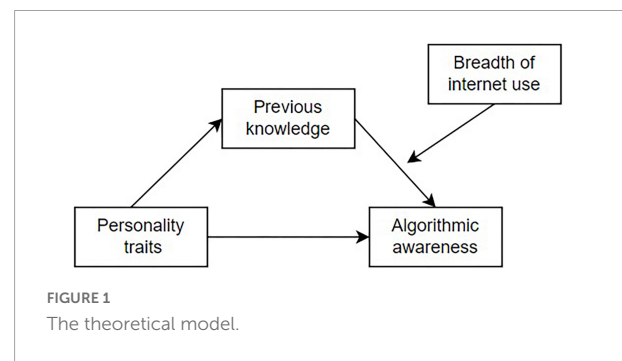 Breadth of
internet use
Previous
knowledge
Personality
traits
Algorithmic
awareness
FIGURE 1
The theoretical model.